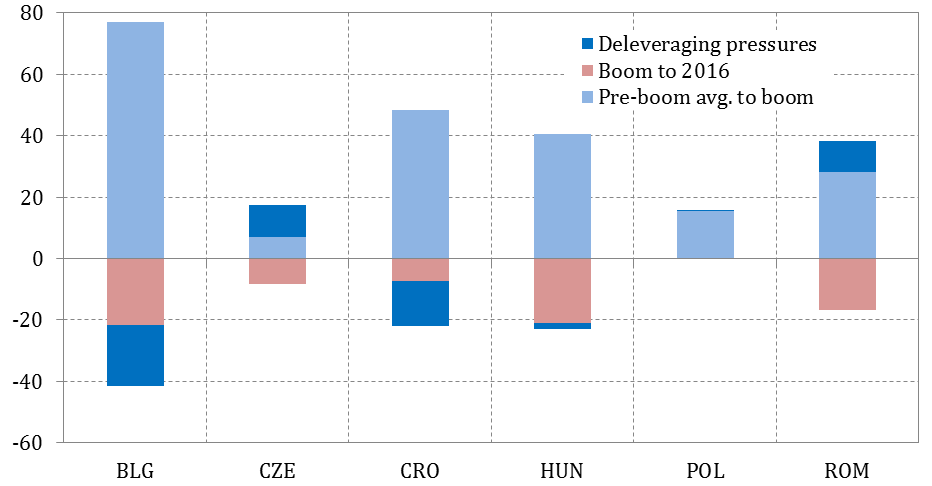 80
60
40
20
0
-20
-40
-60
Deleveraging pressures
Boom to 2016
Pre-boom avg. to boom
BLG CZE CRO HUN POL ROM